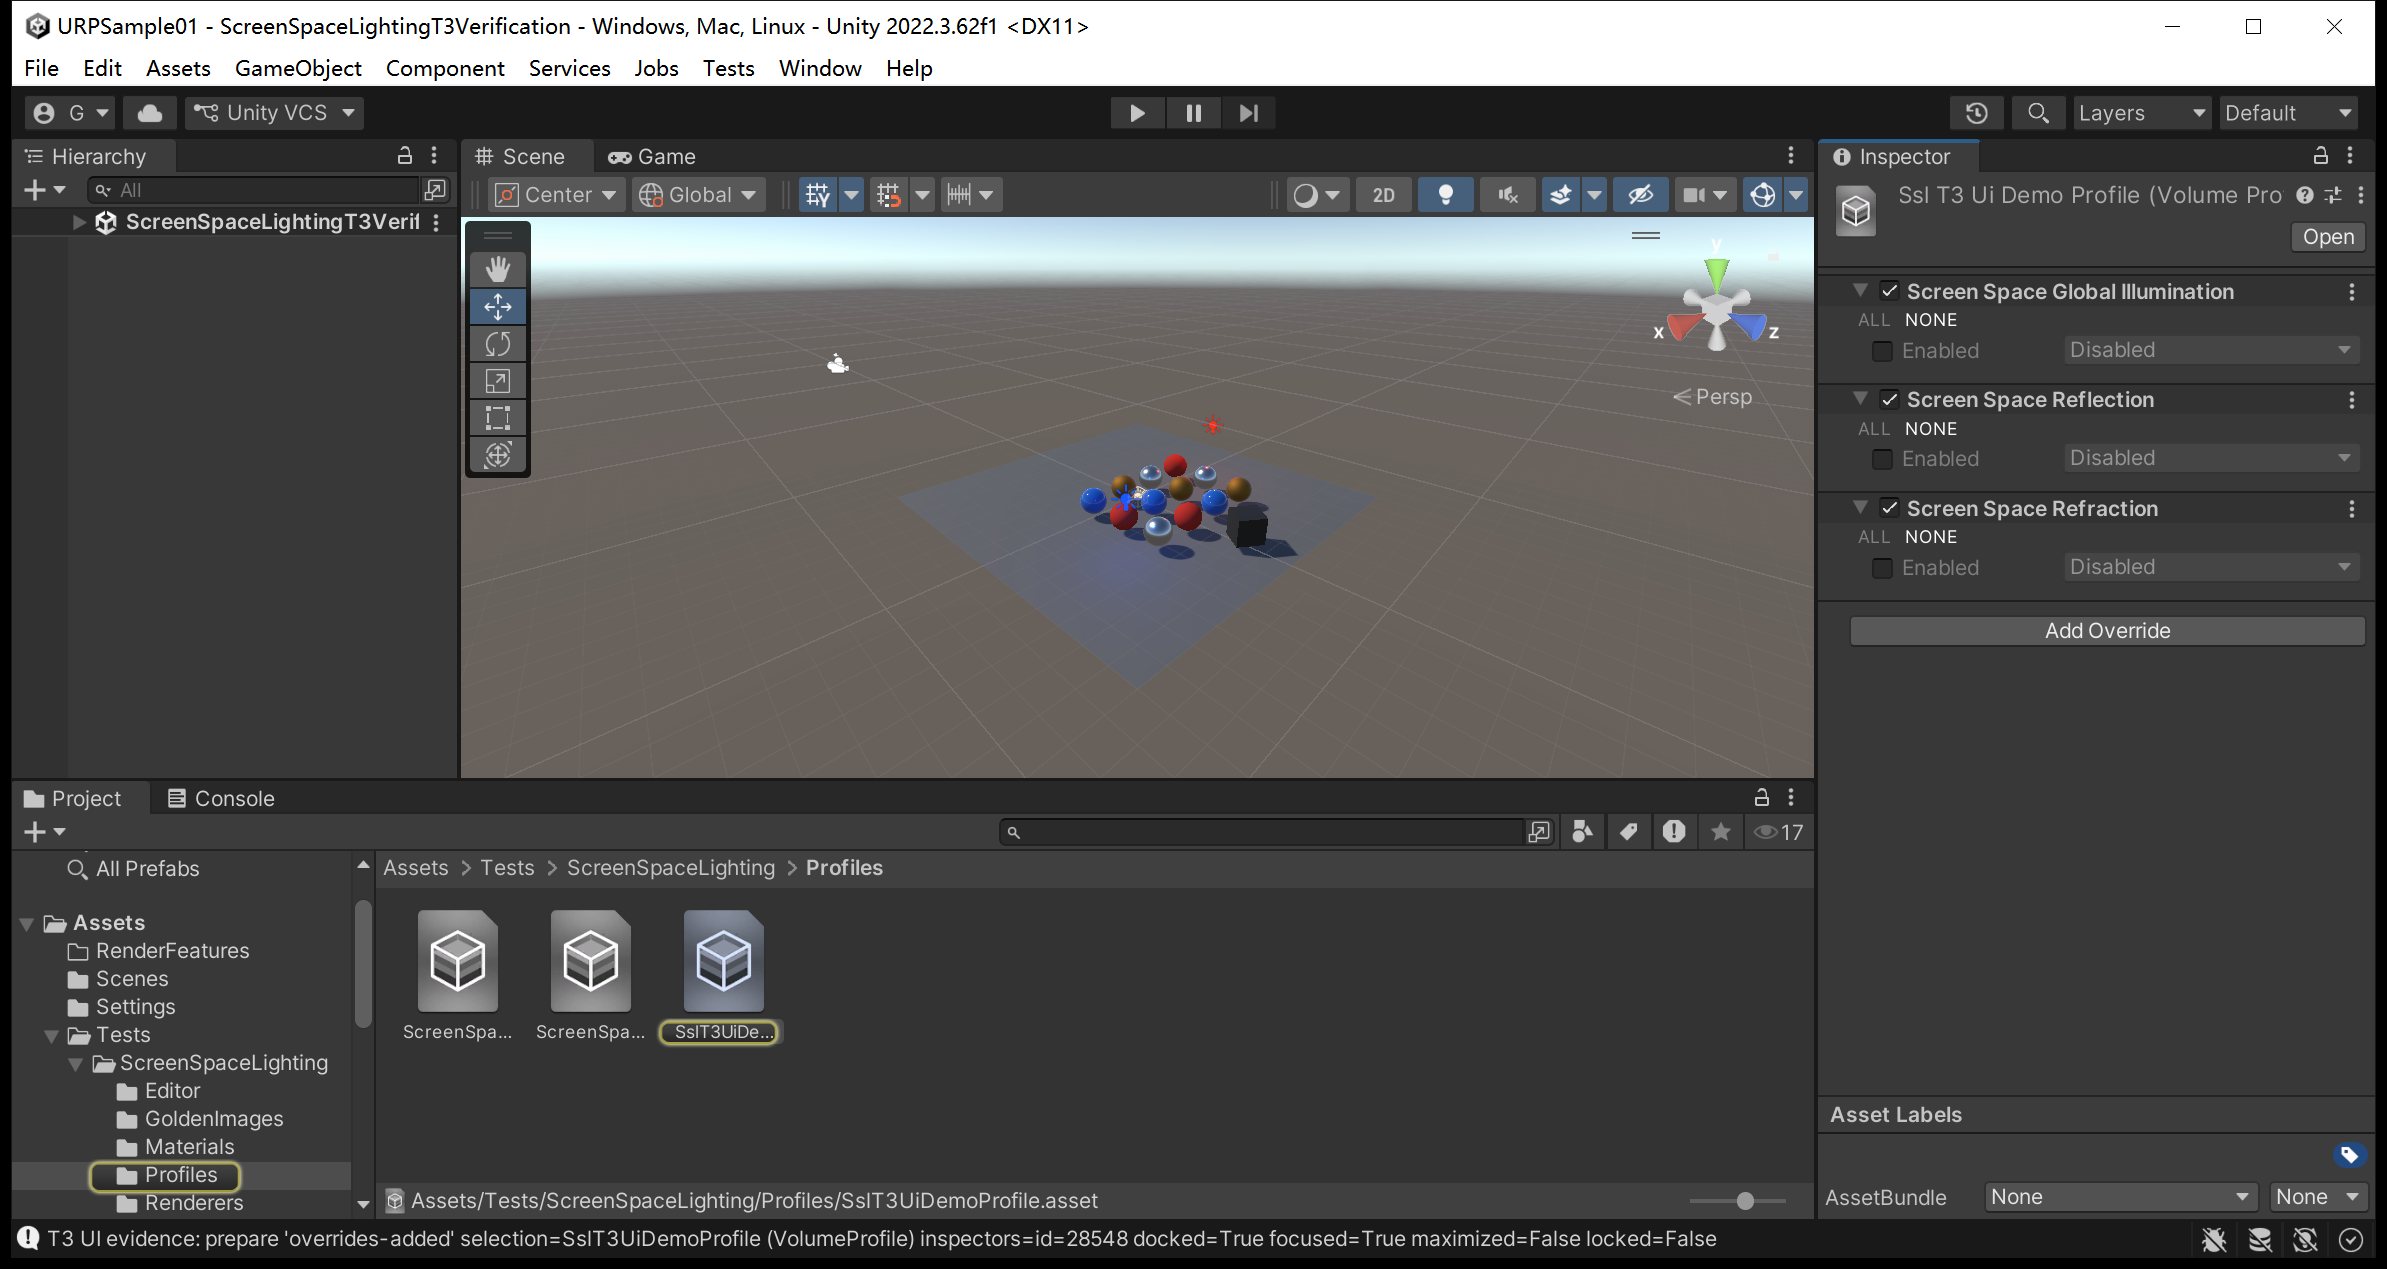 URPSample01 - ScreenSpaceLightingT3Verification - Windows, Mac, Linux - Unity 2022.3.62f1 <DX11>
File Edit Assets GameObject Component Services Jobs Tests Window Help
G Unity VCS Layers Default
Hierarchy
All
ScreenSpaceLightingT3Verif
Scene Game
Center Global 2D
y
x z
Persp
Inspector
Ssl T3 Ui Demo Profile (Volume Pro
Open
Screen Space Global Illumination
ALL NONE
Enabled Disabled
Screen Space Reflection
ALL NONE
Enabled Disabled
Screen Space Refraction
ALL NONE
Enabled Disabled
Add Override
Project Console
17
All Prefabs
Assets
RenderFeatures
Scenes
Settings
Tests
ScreenSpaceLighting
Editor
GoldenImages
Materials
Profiles
Renderers
Assets > Tests > ScreenSpaceLighting > Profiles
ScreenSpa... ScreenSpa... SslT3UiDe...
Assets/Tests/ScreenSpaceLighting/Profiles/SslT3UiDemoProfile.asset
Asset Labels
AssetBundle None None
T3 UI evidence: prepare 'overrides-added' selection=SslT3UiDemoProfile (VolumeProfile) inspectors=id=28548 docked=True focused=True maximized=False locked=False